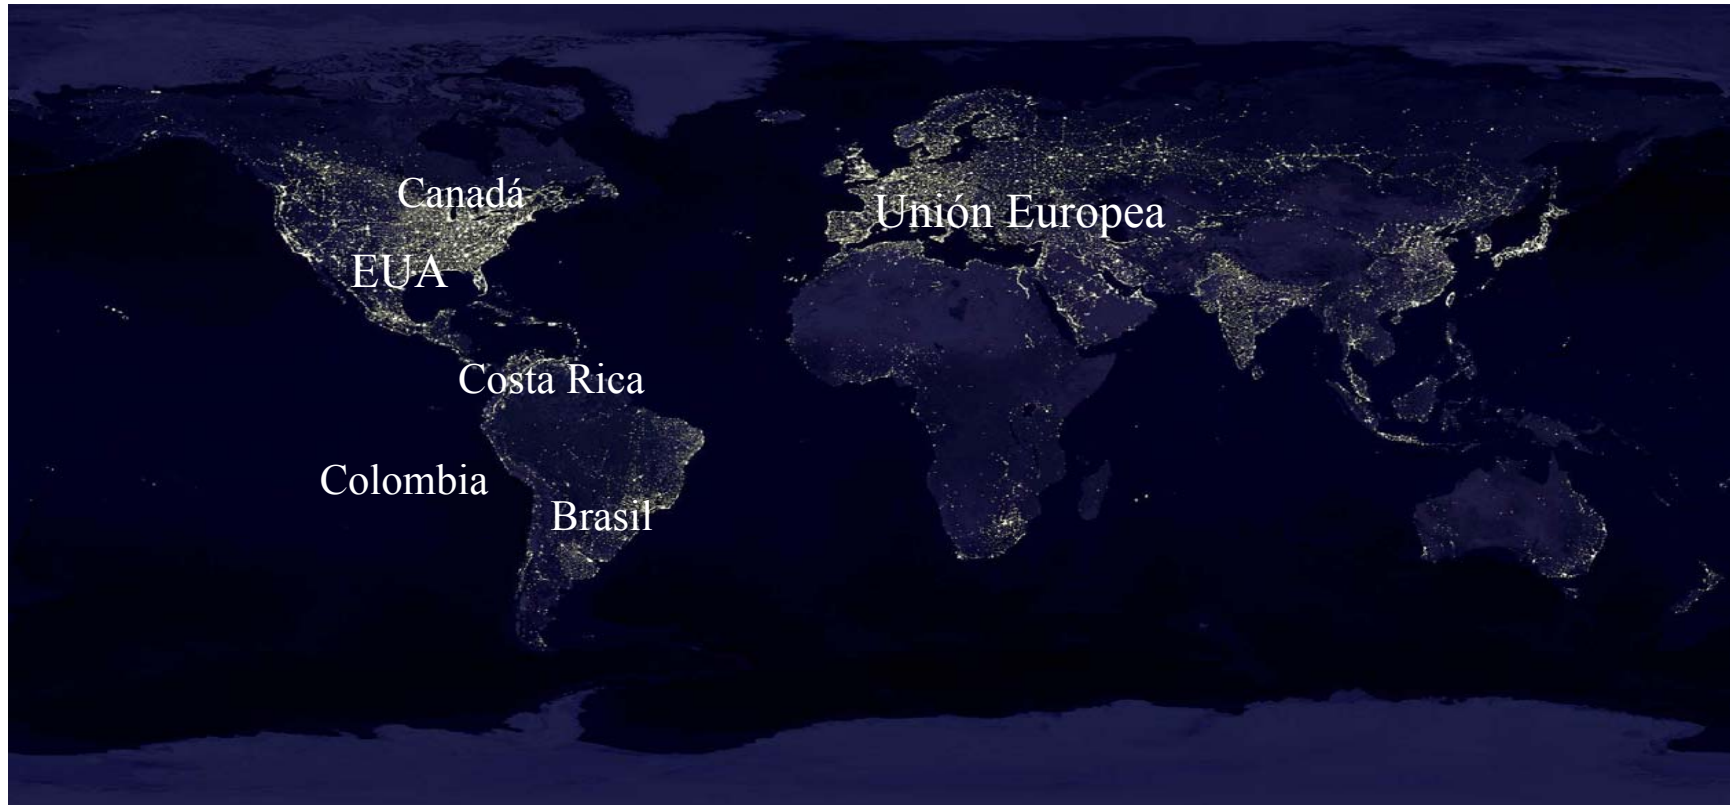 Canadá
Unión Europea
EUA
Costa Rica
Colombia
Brasil